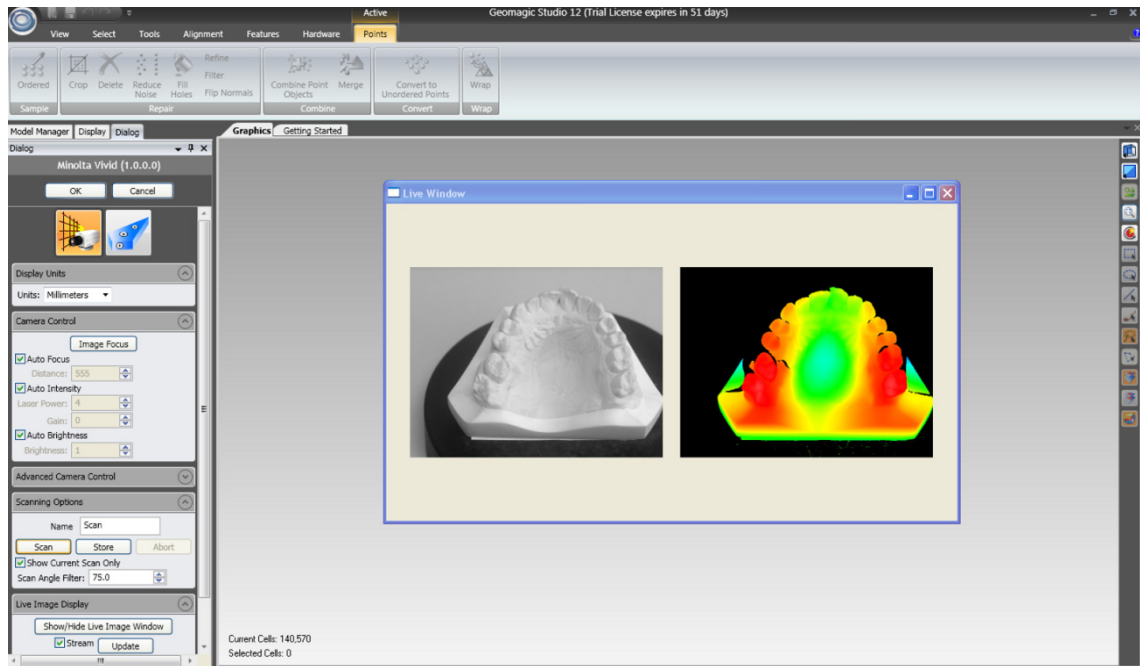 Active
Geomagic Studio 12 (Trial License expires in 51 days)
View Select Tools Alignment Features Hardware Points
Ordered
Crop Delete Reduce Noise Fill Holes
Refine
Filter
Flip Normals
Combine Point Objects Merge
Convert to Unordered Points
Wrap
Sample Repair Combine Convert Wrap
Model Manager Display Dialog
Graphics Getting Started
Dialog
Minolta Vivid (1.0.0.0)
OK Cancel
Live Window
Display Units
Units: Millimeters
Camera Control
Image Focus
Auto Focus
Distance: 555
Auto Intensity
Laser Power: 4
Gain: 0
Auto Brightness
Brightness: 1
Advanced Camera Control
Scanning Options
Name Scan
Scan Store Abort
Show Current Scan Only
Scan Angle Filter: 75.0
Live Image Display
Show/Hide Live Image Window
Stream Update
Current Cells: 140,570
Selected Cells: 0